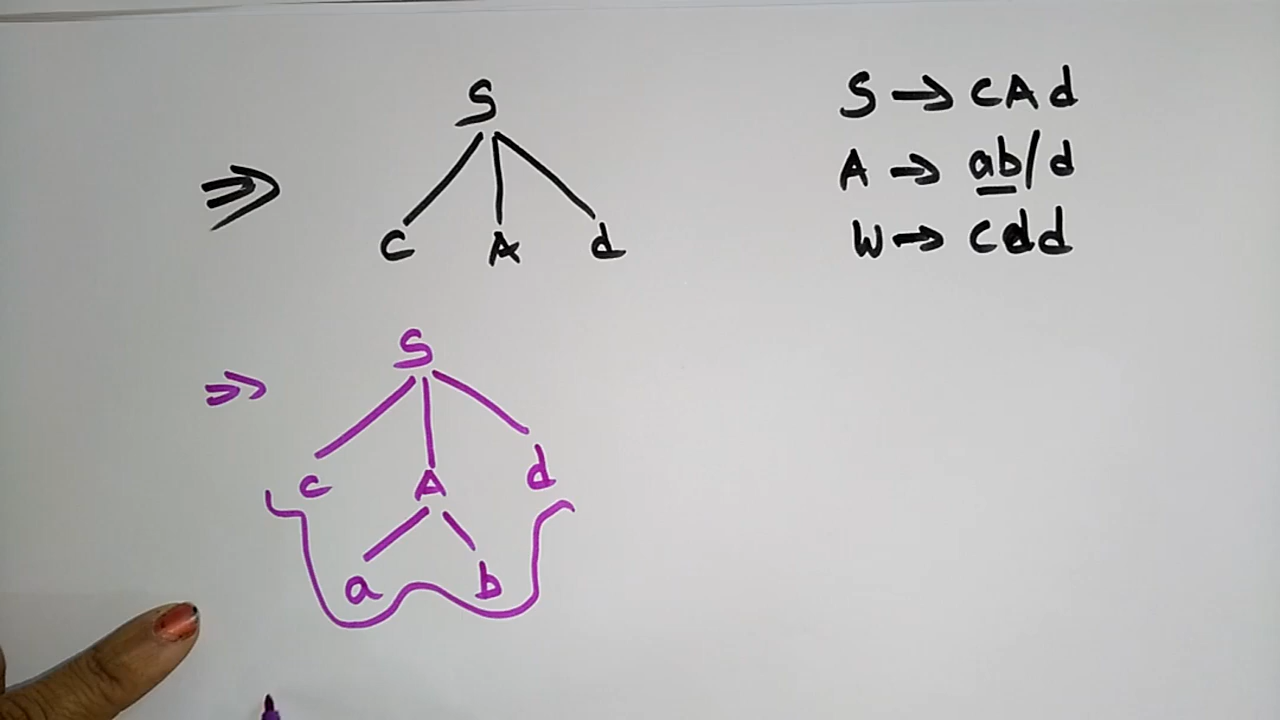 S
⇒ C A d
S → CAd
A → ab/d
W → cdd
S
⇒
c A d
a b